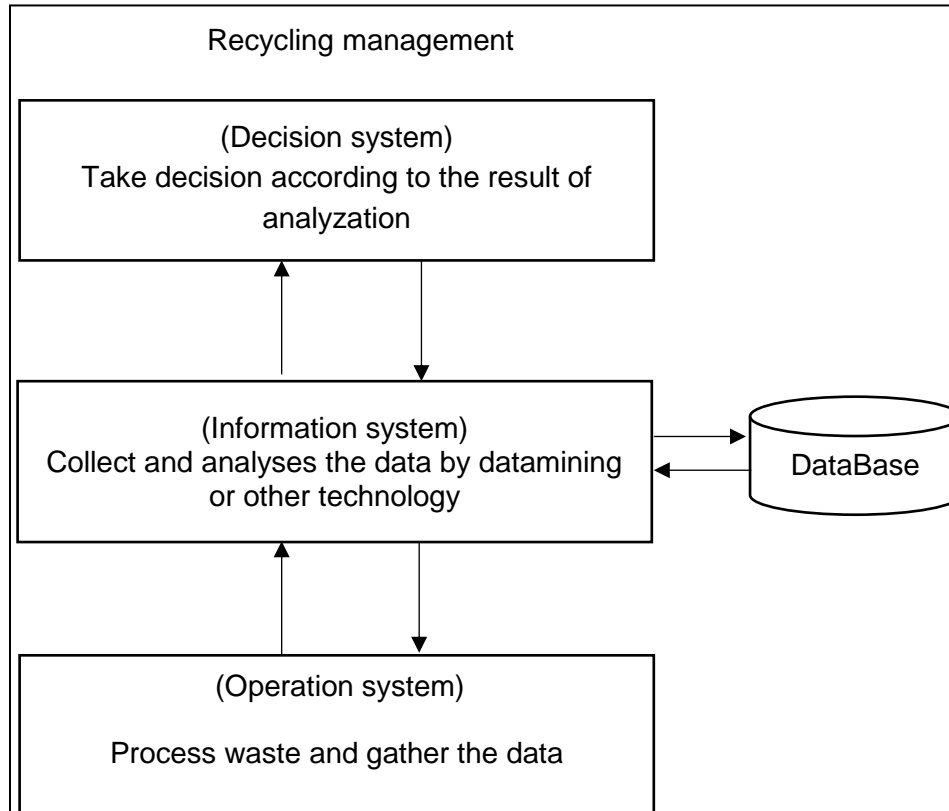 Recycling management
(Decision system)
Take decision according to the result of
analyzation
(Information system)
Collect and analyses the data by datamining
or other technology
DataBase
(Operation system)
Process waste and gather the data